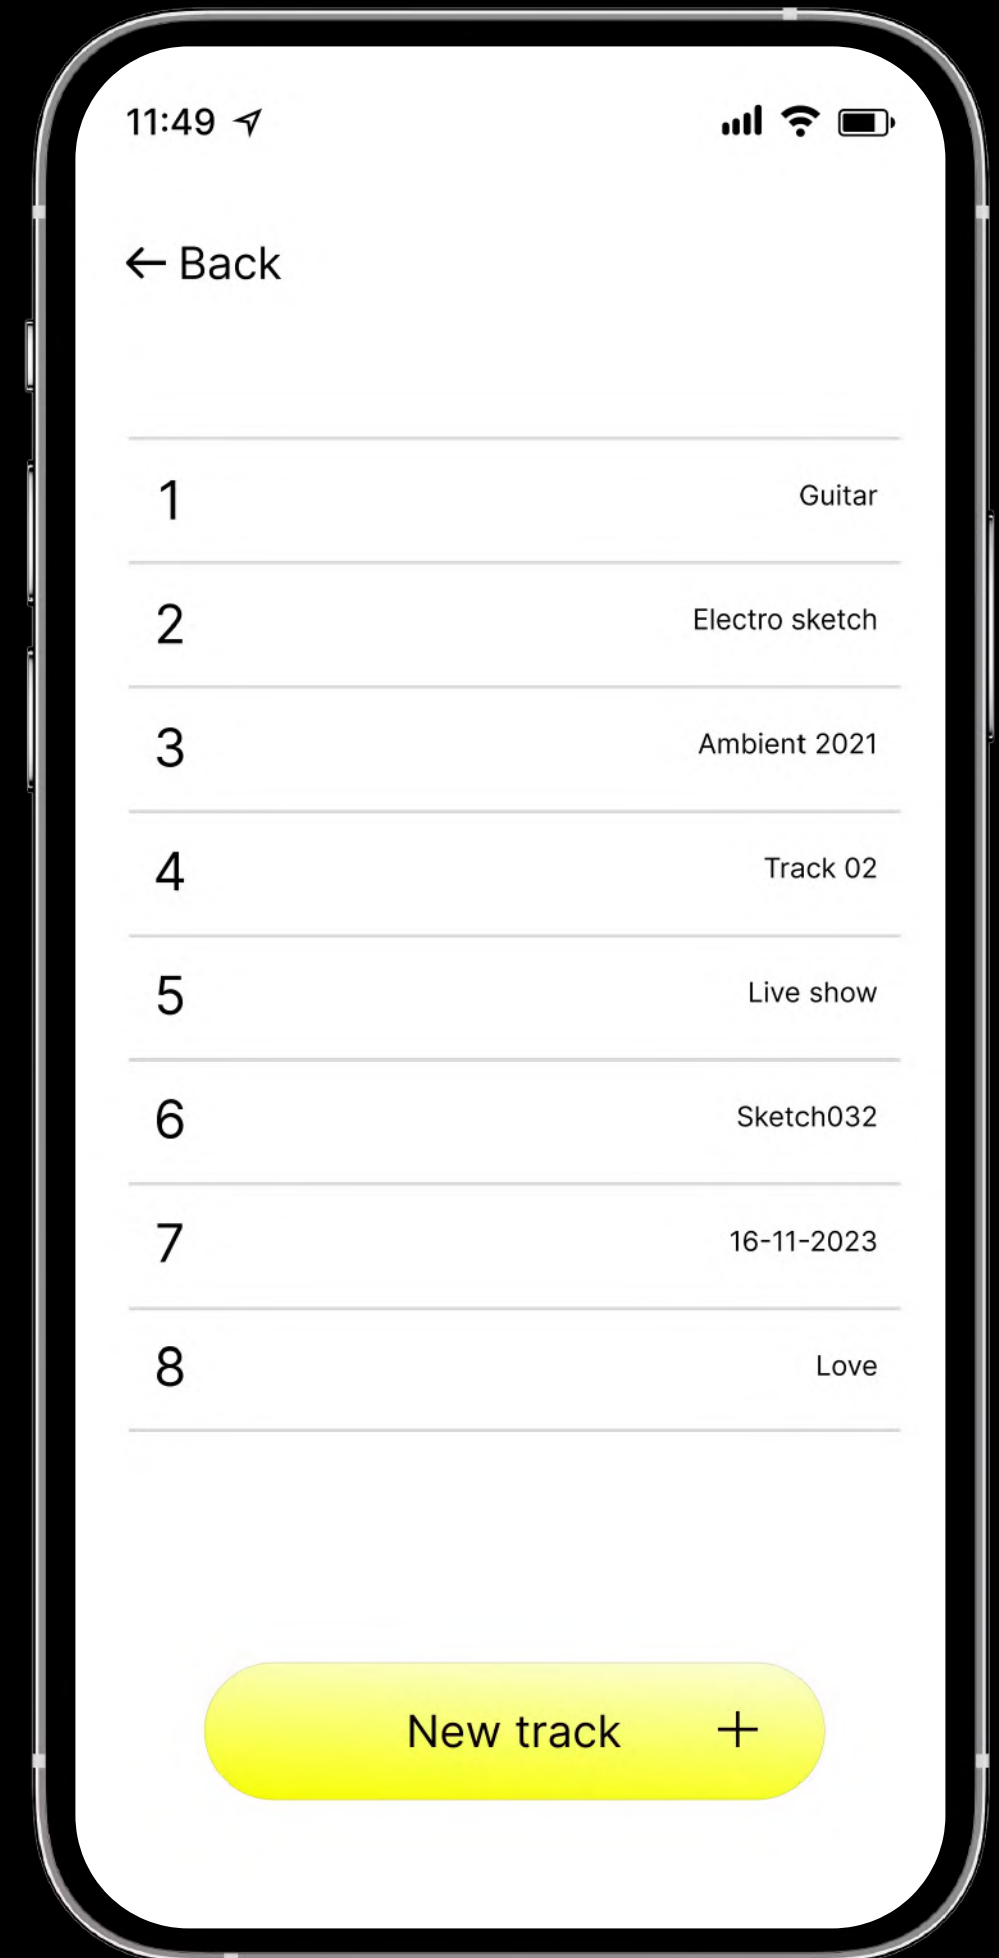 11:49
← Back
1 Guitar
2 Electro sketch
3 Ambient 2021
4 Track 02
5 Live show
6 Sketch032
7 16-11-2023
8 Love
New track +